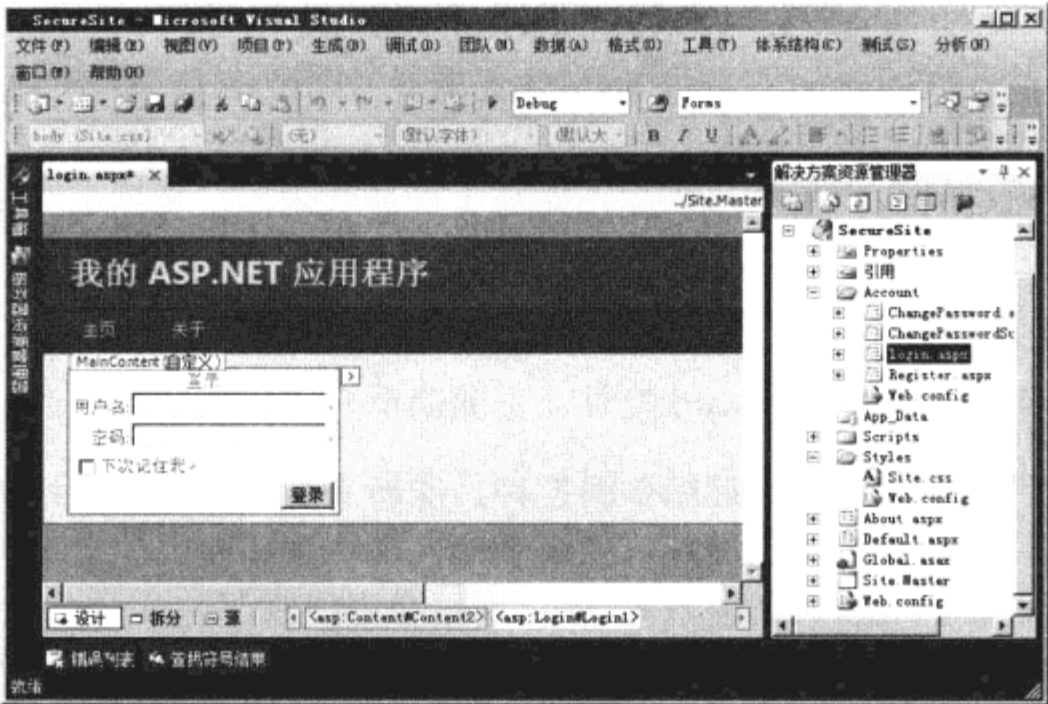 SecureSite - Microsoft Visual Studio
文件(F) 编辑(E) 视图(V) 项目(P) 生成(B) 调试(D) 团队(M) 数据(A) 格式(O) 工具(T) 体系结构(C) 测试(S) 分析(N)
窗口(W) 帮助(H)
Debug Forms
body (Site.css) (无) (默认字体) (默认大 B I U A
工具箱
login.aspx*
../Site.Master
我的 ASP.NET 应用程序
主页 关于
MainContent (自定义)
登录
用户名:
密码:
下次记住我。
登录
设计 拆分 源 <asp:Content#Content2> <asp:Login#Login1>
错误列表 查找符号结果
就绪
解决方案资源管理器
SecureSite
Properties
引用
Account
ChangePassword.
ChangePasswordSu
login.aspx
Register.aspx
Web.config
App_Data
Scripts
Styles
Site.css
Web.config
About.aspx
Default.aspx
Global.asax
Site.Master
Web.config